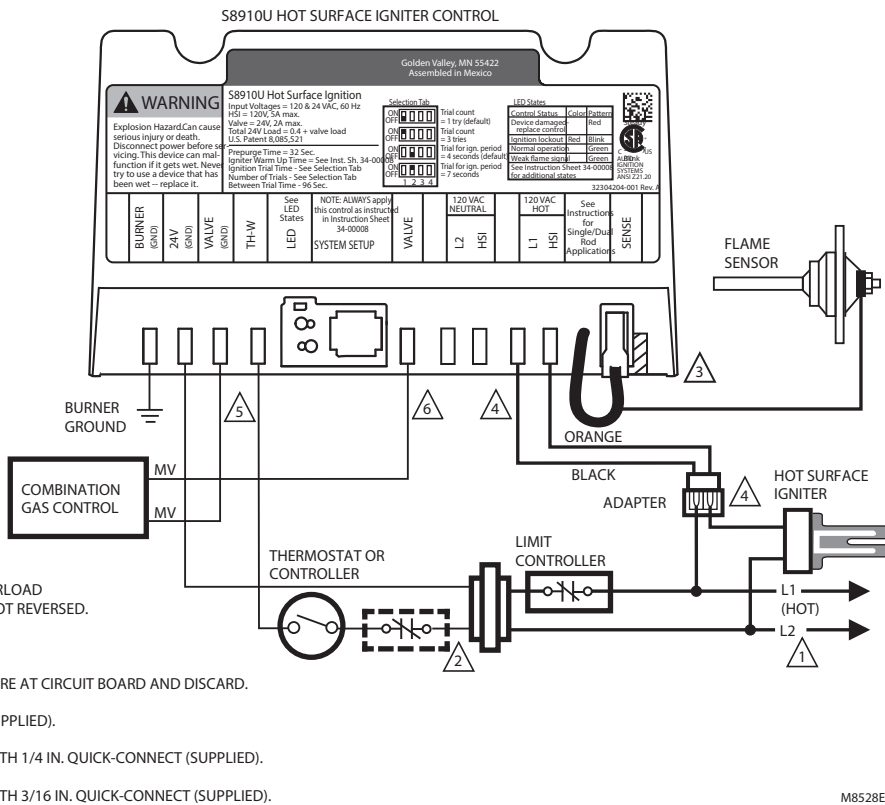 S8910U HOT SURFACE IGNITER CONTROL
Golden Valley, MN 55422
Assembled in Mexico
WARNING
Explosion Hazard.Can cause
serious injury or death.
Disconnect power before ser-
vicing.This device can mal-
function if it gets wet. Never
try to use a device that has
been wet -- replace it.
S8910U Hot Surface Ignition
Input Voltages = 120 & 24 VAC, 60 Hz
HSI = 120V, 5A max.
Valve = 24V, 2A max.
Total 24V Load = 0.4 + valve load
U.S. Patent 8,085,521
Prepurge Time = 32 Sec.
Igniter Warm Up Time = See Inst. Sh. 34-00008
Ignition Trial Time - See Selection Tab
Number of Trials - See Selection Tab
Between Trial Time - 96 Sec.
Selection Tab
ON
OFF
Trial count
= 1 try (default)
ON
OFF
Trial count
= 3 tries
ON
OFF
Trial for ign. period
= 4 seconds (default)
ON
OFF
Trial for ign. period
= 7 seconds
1 2 3 4
LED States
Control Status Color Pattern
Device damaged-
replace control Red Steady
Ignition lockout Red Blink
Normal operation Green
Weak flame signal Green Blink
See Instruction Sheet 34-00008
for additional states
C US
IGNITION
SYSTEMS
ANSI Z21.20
32304204-001 Rev. A
BURNER
(GND)
24V
(GND)
VALVE
(GND)
TH-W
See
LED
States
LED
NOTE: ALWAYS apply
this control as instructed
in Instruction Sheet
34-00008
SYSTEM SETUP
VALVE
120 VAC
NEUTRAL
L2
HSI
120 VAC
HOT
L1
HSI
See
Instructions
for
Single/Dual
Rod
Applications
SENSE
FLAME
SENSOR
3
BURNER
GROUND
5
6
4
ORANGE
BLACK
COMBINATION
GAS CONTROL
MV
MV
ADAPTER
4
HOT SURFACE
IGNITER
THERMOSTAT OR
CONTROLLER
LIMIT
CONTROLLER
L1
(HOT)
L2
2
1
RLOAD
OT REVERSED.
RE AT CIRCUIT BOARD AND DISCARD.
PPLIED).
TH 1/4 IN. QUICK-CONNECT (SUPPLIED).
TH 3/16 IN. QUICK-CONNECT (SUPPLIED).
M8528E